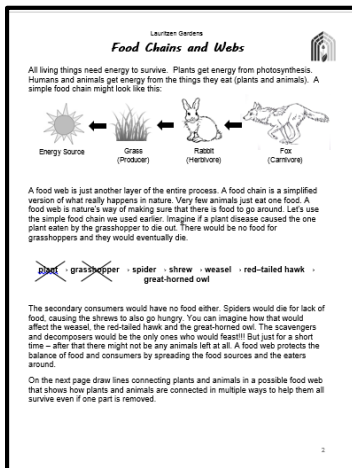 Lauritzen Gardens
Food Chains and Webs
All living things need energy to survive. Plants get energy from photosynthesis.
Humans and animals get energy from the things they eat (plants and animals). A
simple food chain might look like this:
Energy Source
Grass
(Producer)
Rabbit
(Herbivore)
Fox
(Carnivore)
A food web is just another layer of the entire process. A food chain is a simplified
version of what really happens in nature. Very few animals just eat one food. A
food web is nature's way of making sure that there is food to go around. Let's use
the simple food chain we used earlier. Imagine if a plant disease caused the one
plant eaten by the grasshopper to die out. There would be no food for
grasshoppers and they would eventually die.
plant › grasshopper › spider › shrew › weasel › red–tailed hawk ›
great-horned owl
The secondary consumers would have no food either. Spiders would die for lack of
food, causing the shrews to also go hungry. You can imagine how that would
affect the weasel, the red-tailed hawk and the great-horned owl. The scavengers
and decomposers would be the only ones who would feast!!! But just for a short
time – after that there might not be any animals left at all. A food web protects the
balance of food and consumers by spreading the food sources and the eaters
around.
On the next page draw lines connecting plants and animals in a possible food web
that shows how plants and animals are connected in multiple ways to help them all
survive even if one part is removed.
2